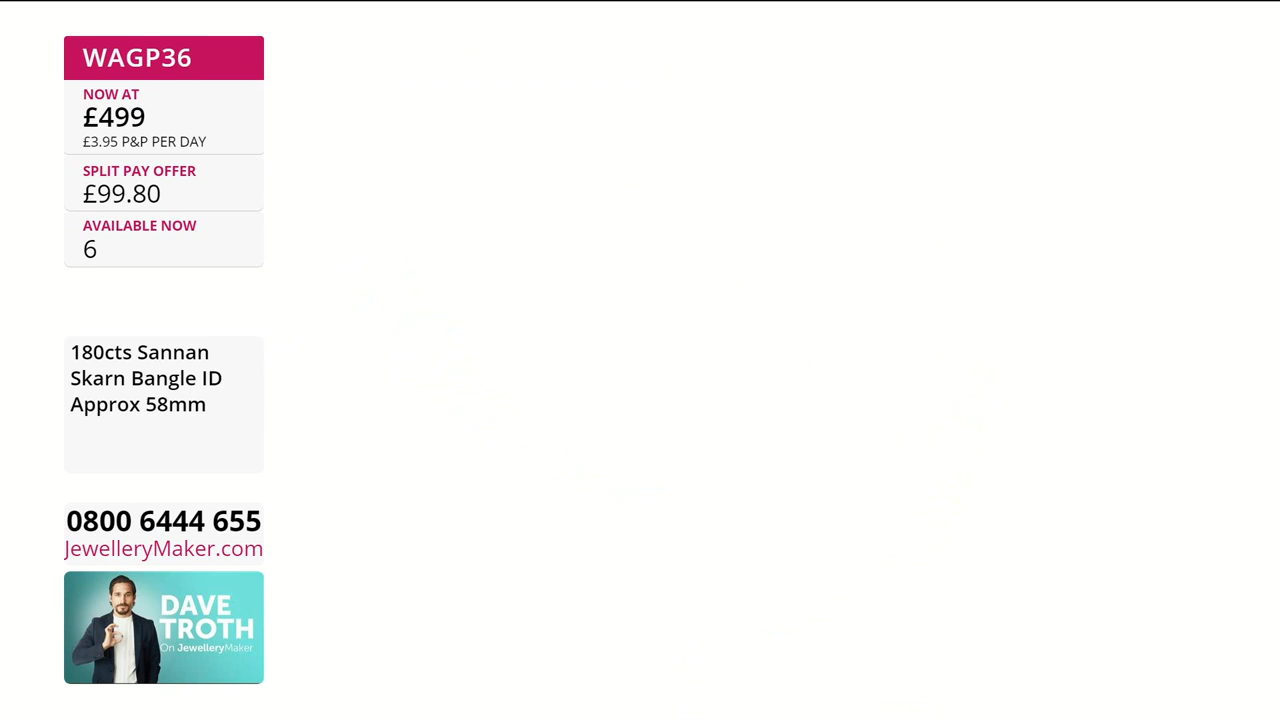 WAGP36
NOW AT
£499
£3.95 P&P PER DAY
SPLIT PAY OFFER
£99.80
AVAILABLE NOW
6
180cts Sannan
Skarn Bangle ID
Approx 58mm
0800 6444 655
JewelleryMaker.com
DAVE
TROTH
On JewelleryMaker